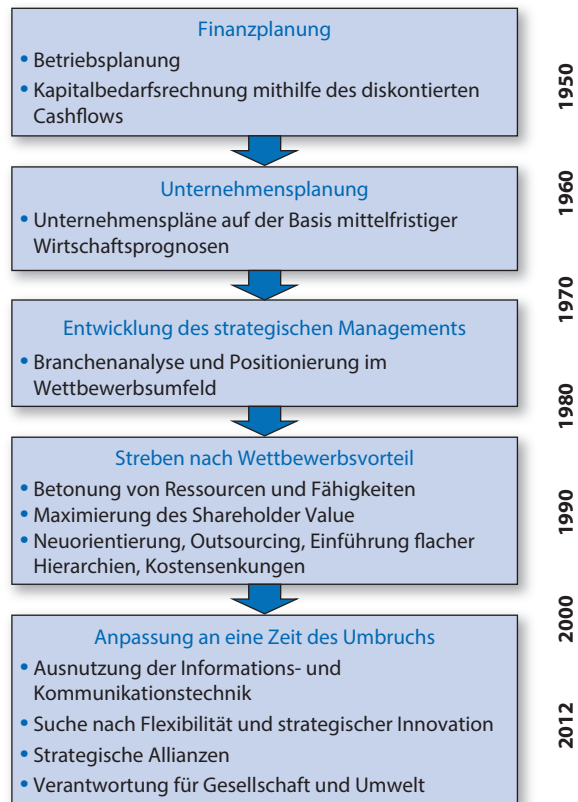 Finanzplanung
• Betriebsplanung
• Kapitalbedarfsrechnung mithilfe des diskontierten
Cashflows
1950
Unternehmensplanung
• Unternehmenspläne auf der Basis mittelfristiger
Wirtschaftsprognosen
1960
Entwicklung des strategischen Managements
• Branchenanalyse und Positionierung im
Wettbewerbsumfeld
1970
1980
Streben nach Wettbewerbsvorteil
• Betonung von Ressourcen und Fähigkeiten
• Maximierung des Shareholder Value
• Neuorientierung, Outsourcing, Einführung flacher
Hierarchien, Kostensenkungen
1990
2000
Anpassung an eine Zeit des Umbruchs
• Ausnutzung der Informations- und
Kommunikationstechnik
• Suche nach Flexibilität und strategischer Innovation
• Strategische Allianzen
• Verantwortung für Gesellschaft und Umwelt
2012